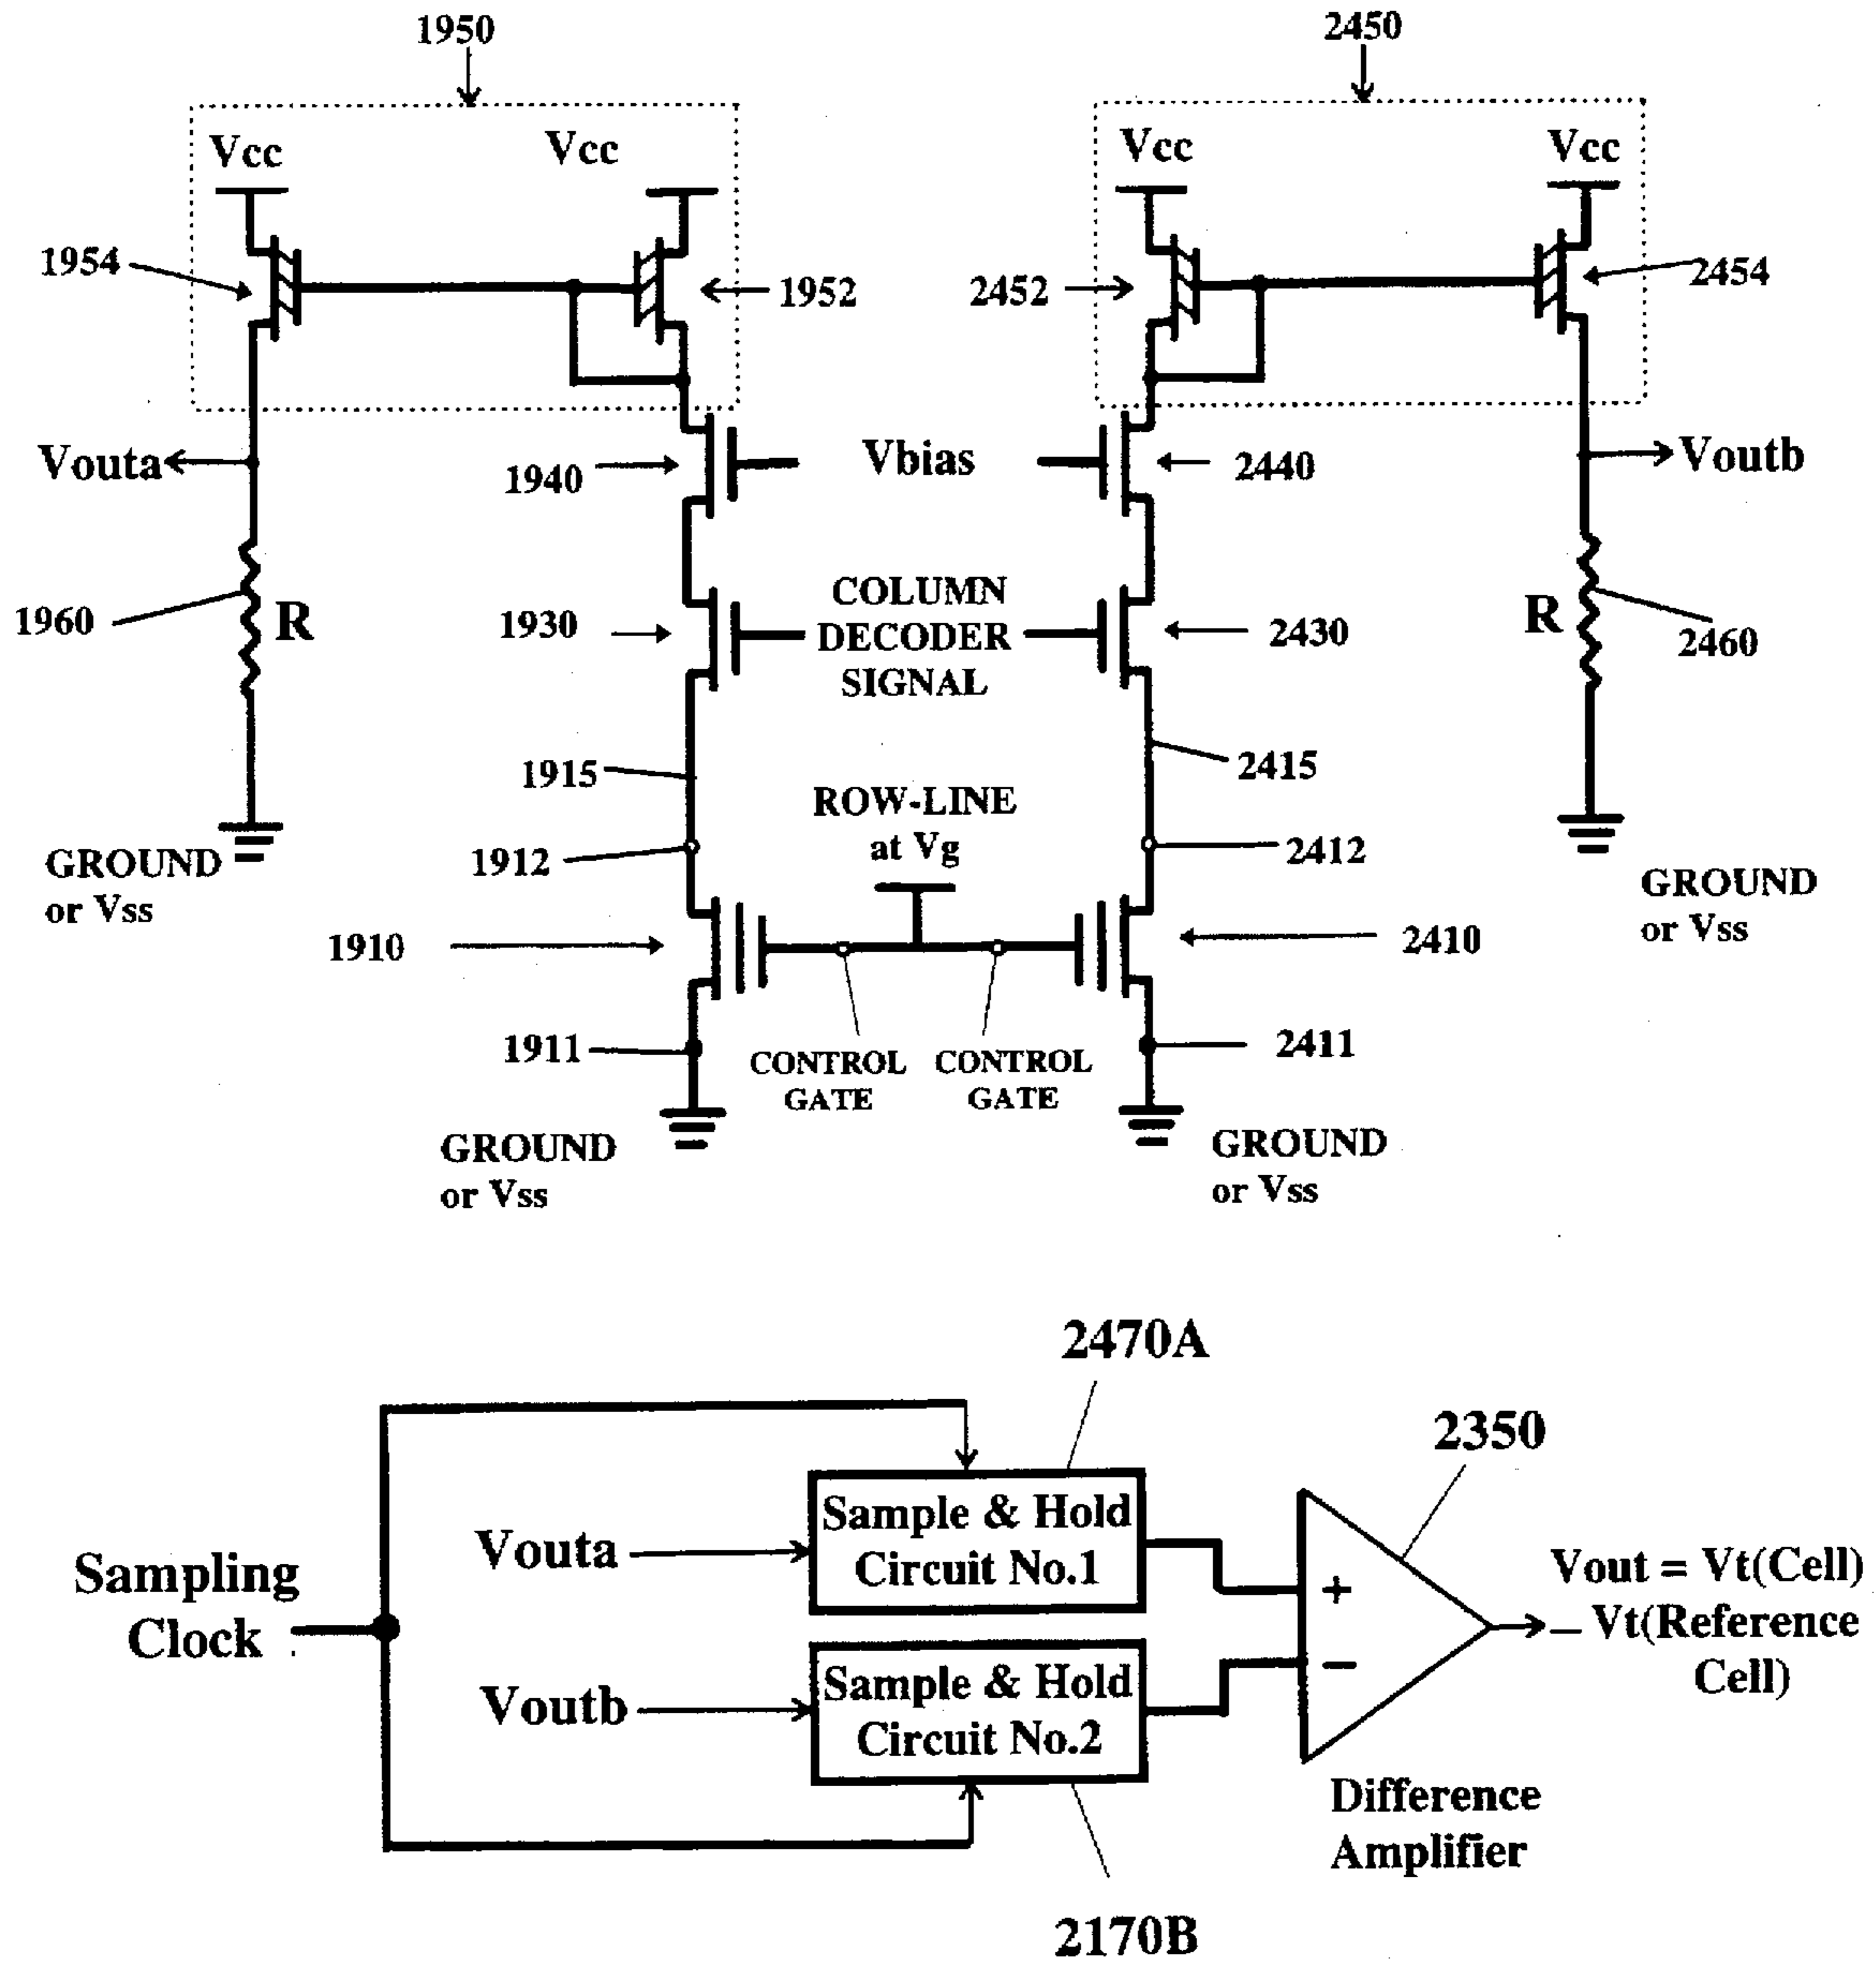 1950
2450
Vcc
Vcc
Vcc
Vcc
1954
1952
2452
2454
Vouta
1940
Vbias
2440
Voutb
1960
R
1930
COLUMN
DECODER
SIGNAL
2430
R
2460
1915
2415
ROW-LINE
at Vg
1912
2412
GROUND
or Vss
GROUND
or Vss
1910
2410
1911
CONTROL
GATE
CONTROL
GATE
2411
GROUND
or Vss
GROUND
or Vss
2470A
2350
Sampling
Clock
Vouta
Sample & Hold
Circuit No.1
+
Vout = Vt(Cell)
– Vt(Reference
Cell)
Voutb
Sample & Hold
Circuit No.2
–
Difference
Amplifier
2170B